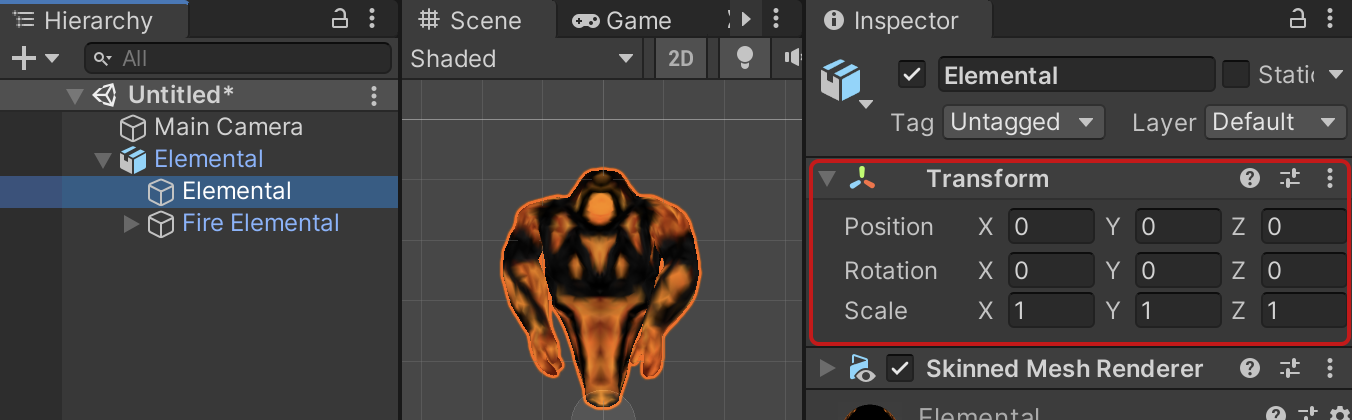 Hierarchy
All
Untitled*
Main Camera
Elemental
Elemental
Fire Elemental
Scene
Game
Shaded
2D
Inspector
Elemental
Tag Untagged Layer Default
Transform
Position X 0 Y 0 Z 0
Rotation X 0 Y 0 Z 0
Scale X 1 Y 1 Z 1
Skinned Mesh Renderer
Elemental